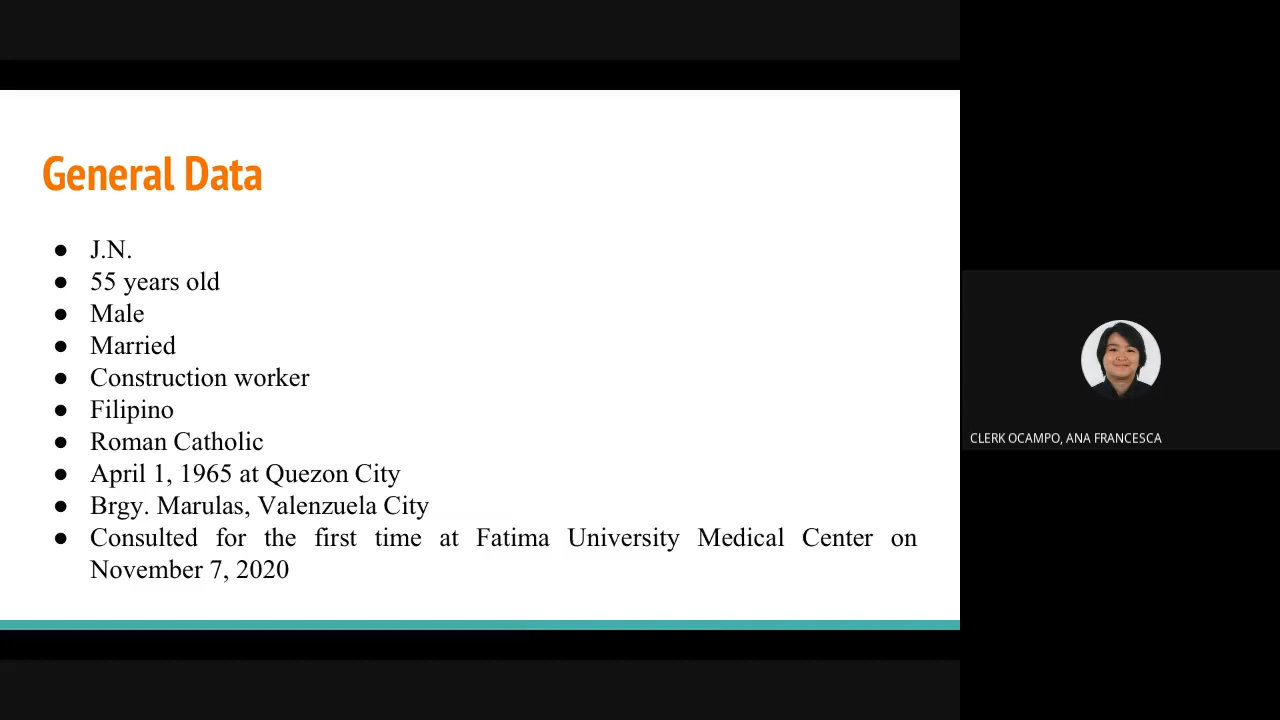 General Data
● J.N.
● 55 years old
● Male
● Married
● Construction worker
● Filipino
● Roman Catholic
● April 1, 1965 at Quezon City
● Brgy. Marulas, Valenzuela City
● Consulted for the first time at Fatima University Medical Center on
November 7, 2020
CLERK OCAMPO, ANA FRANCESCA